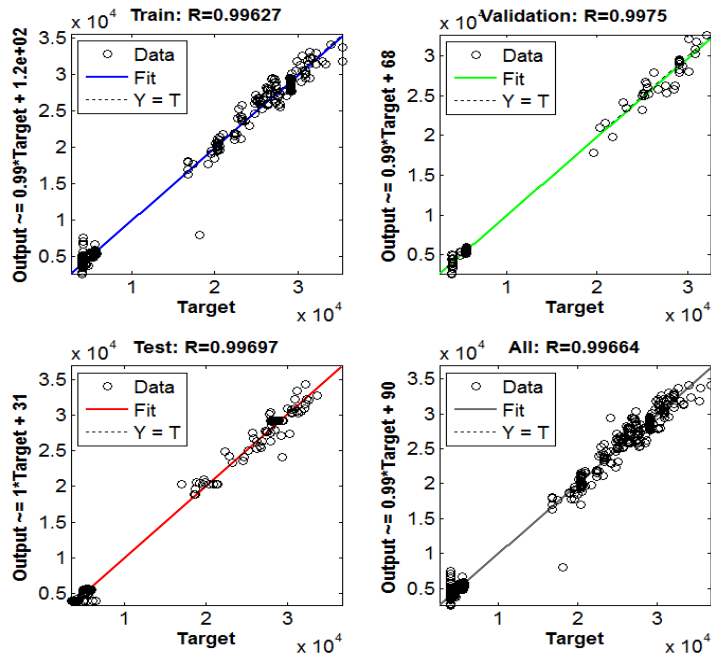 x 10^4
Train: R=0.99627
Output ~= 0.99*Target + 1.2e+02
3.5
3
2.5
2
1.5
1
0.5
Data
Fit
Y = T
1 2 3
Target
x 10^4
x 10^4
Validation: R=0.9975
Output ~= 0.99*Target + 68
3
2.5
2
1.5
1
0.5
Data
Fit
Y = T
1 2 3
Target
x 10^4
x 10^4
Test: R=0.99697
Output ~= 1*Target + 31
3.5
3
2.5
2
1.5
1
0.5
Data
Fit
Y = T
1 2 3
Target
x 10^4
x 10^4
All: R=0.99664
Output ~= 0.99*Target + 90
3.5
3
2.5
2
1.5
1
0.5
Data
Fit
Y = T
1 2 3
Target
x 10^4